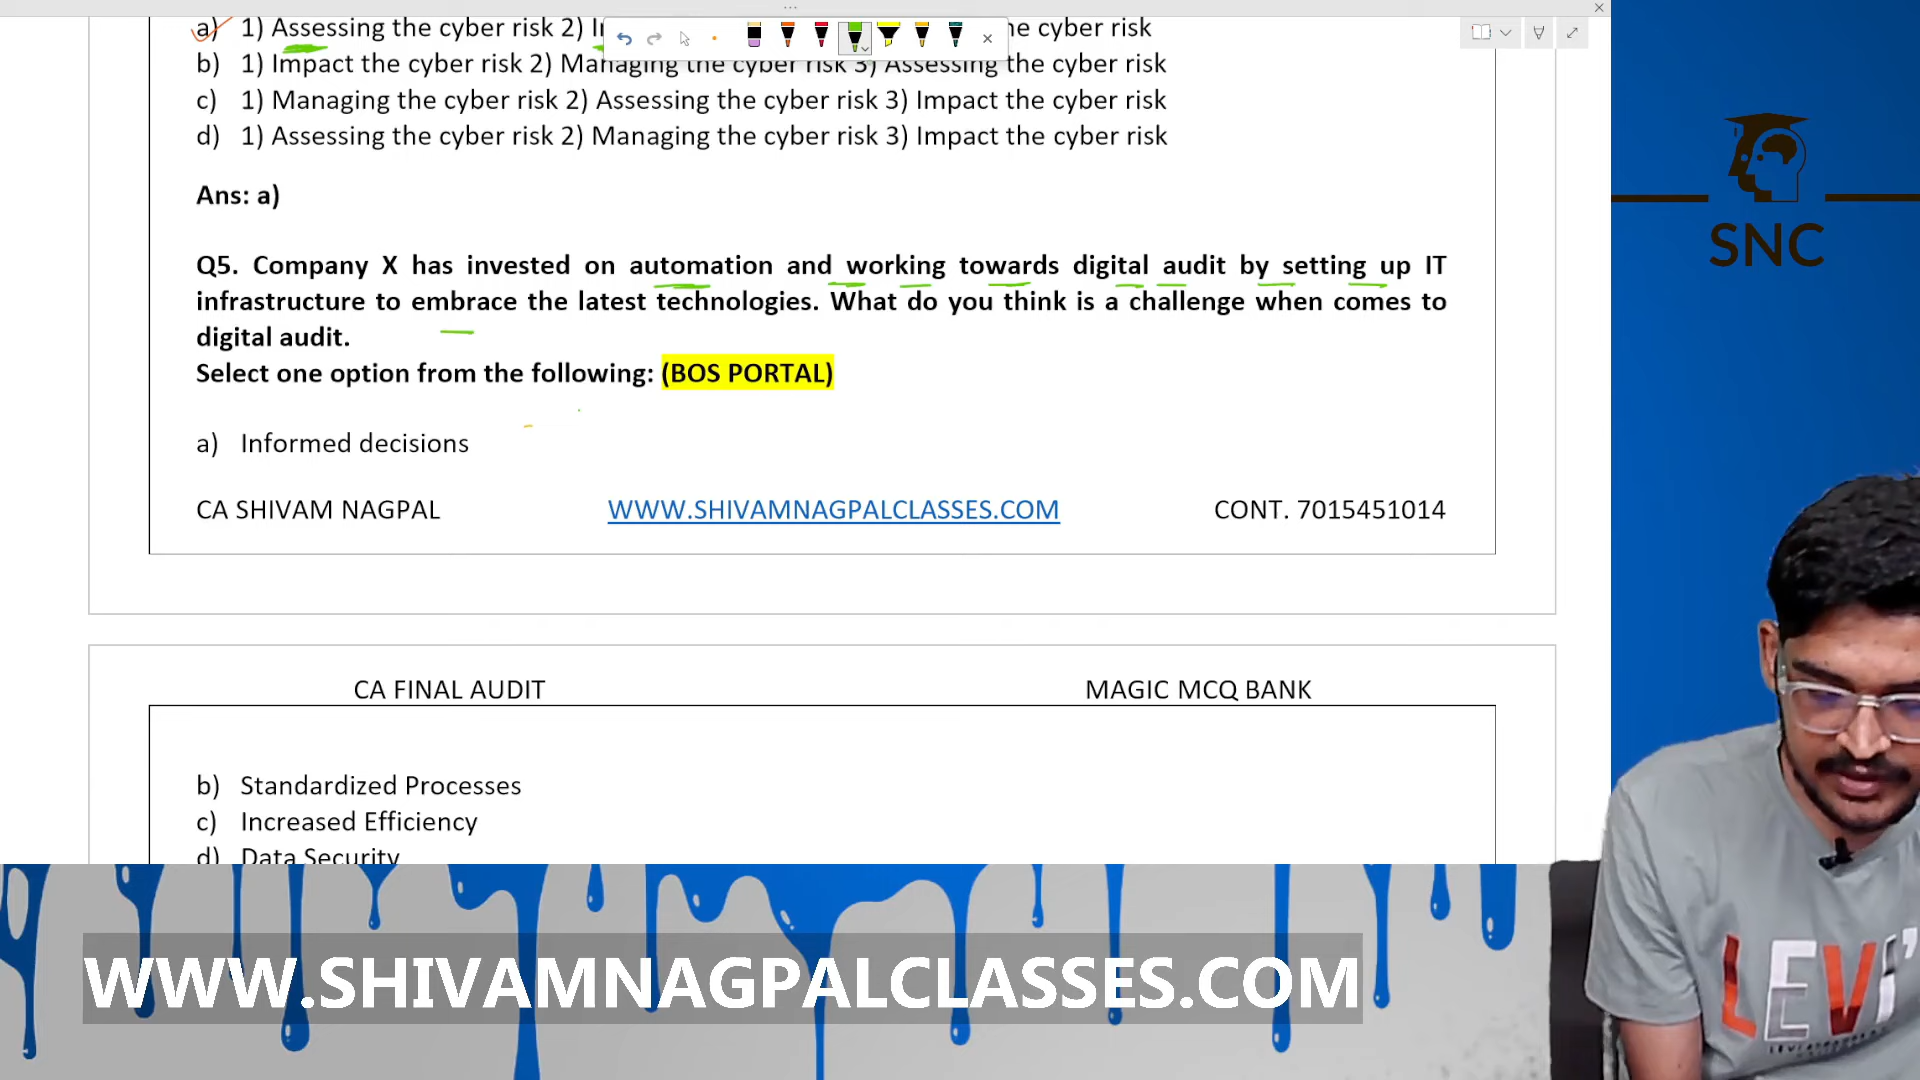 a) 1) Assessing the cyber risk 2) he cyber risk
b) 1) Impact the cyber risk 2) Managing the cyber risk 3) Assessing the cyber risk
c) 1) Managing the cyber risk 2) Assessing the cyber risk 3) Impact the cyber risk
d) 1) Assessing the cyber risk 2) Managing the cyber risk 3) Impact the cyber risk
Ans: a)
Q5. Company X has invested on automation and working towards digital audit by setting up IT
infrastructure to embrace the latest technologies. What do you think is a challenge when comes to
digital audit.
Select one option from the following: (BOS PORTAL)
a) Informed decisions
CA SHIVAM NAGPAL WWW.SHIVAMNAGPALCLASSES.COM CONT. 7015451014
CA FINAL AUDIT MAGIC MCQ BANK
b) Standardized Processes
c) Increased Efficiency
d) Data Security
SNC
WWW.SHIVAMNAGPALCLASSES.COM
LEVI'